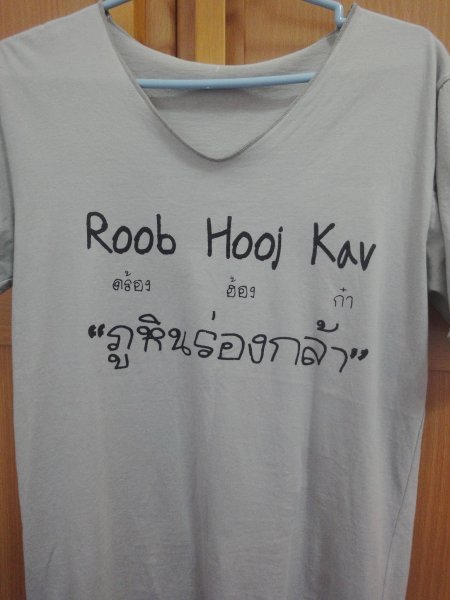 Roob Hooj Kav
คร้อง ฮ้อง ก๋า
“ภูหินร่องกล้า”